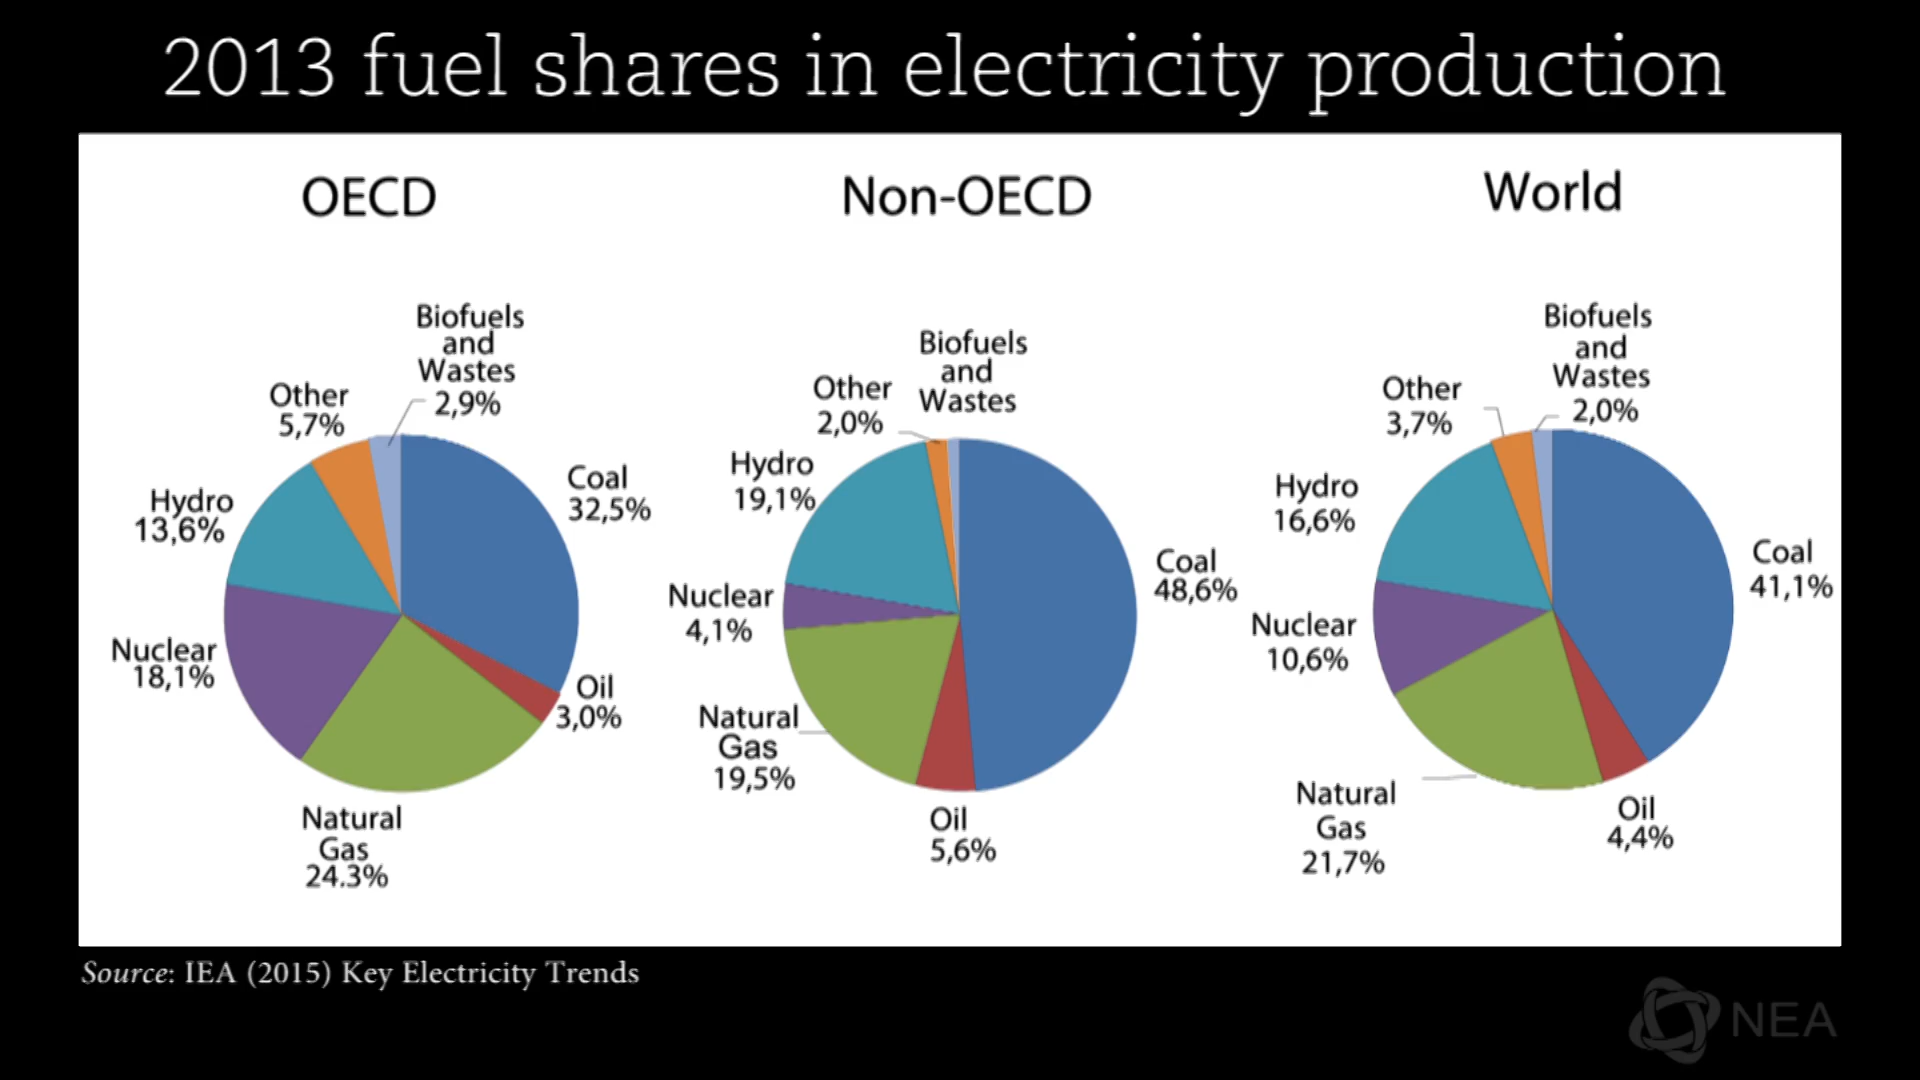 2013 fuel shares in electricity production
OECD
Biofuels
and
Wastes
2,9%
Other
5,7%
Coal
32,5%
Hydro
13,6%
Nuclear
18,1%
Oil
3,0%
Natural
Gas
24.3%
Non-OECD
Biofuels
and
Wastes
Other
2,0%
Hydro
19,1%
Coal
48,6%
Nuclear
4,1%
Natural
Gas
19,5%
Oil
5,6%
World
Biofuels
and
Wastes
2,0%
Other
3,7%
Hydro
16,6%
Coal
41,1%
Nuclear
10,6%
Natural
Gas
21,7%
Oil
4,4%
Source: IEA (2015) Key Electricity Trends
NEA